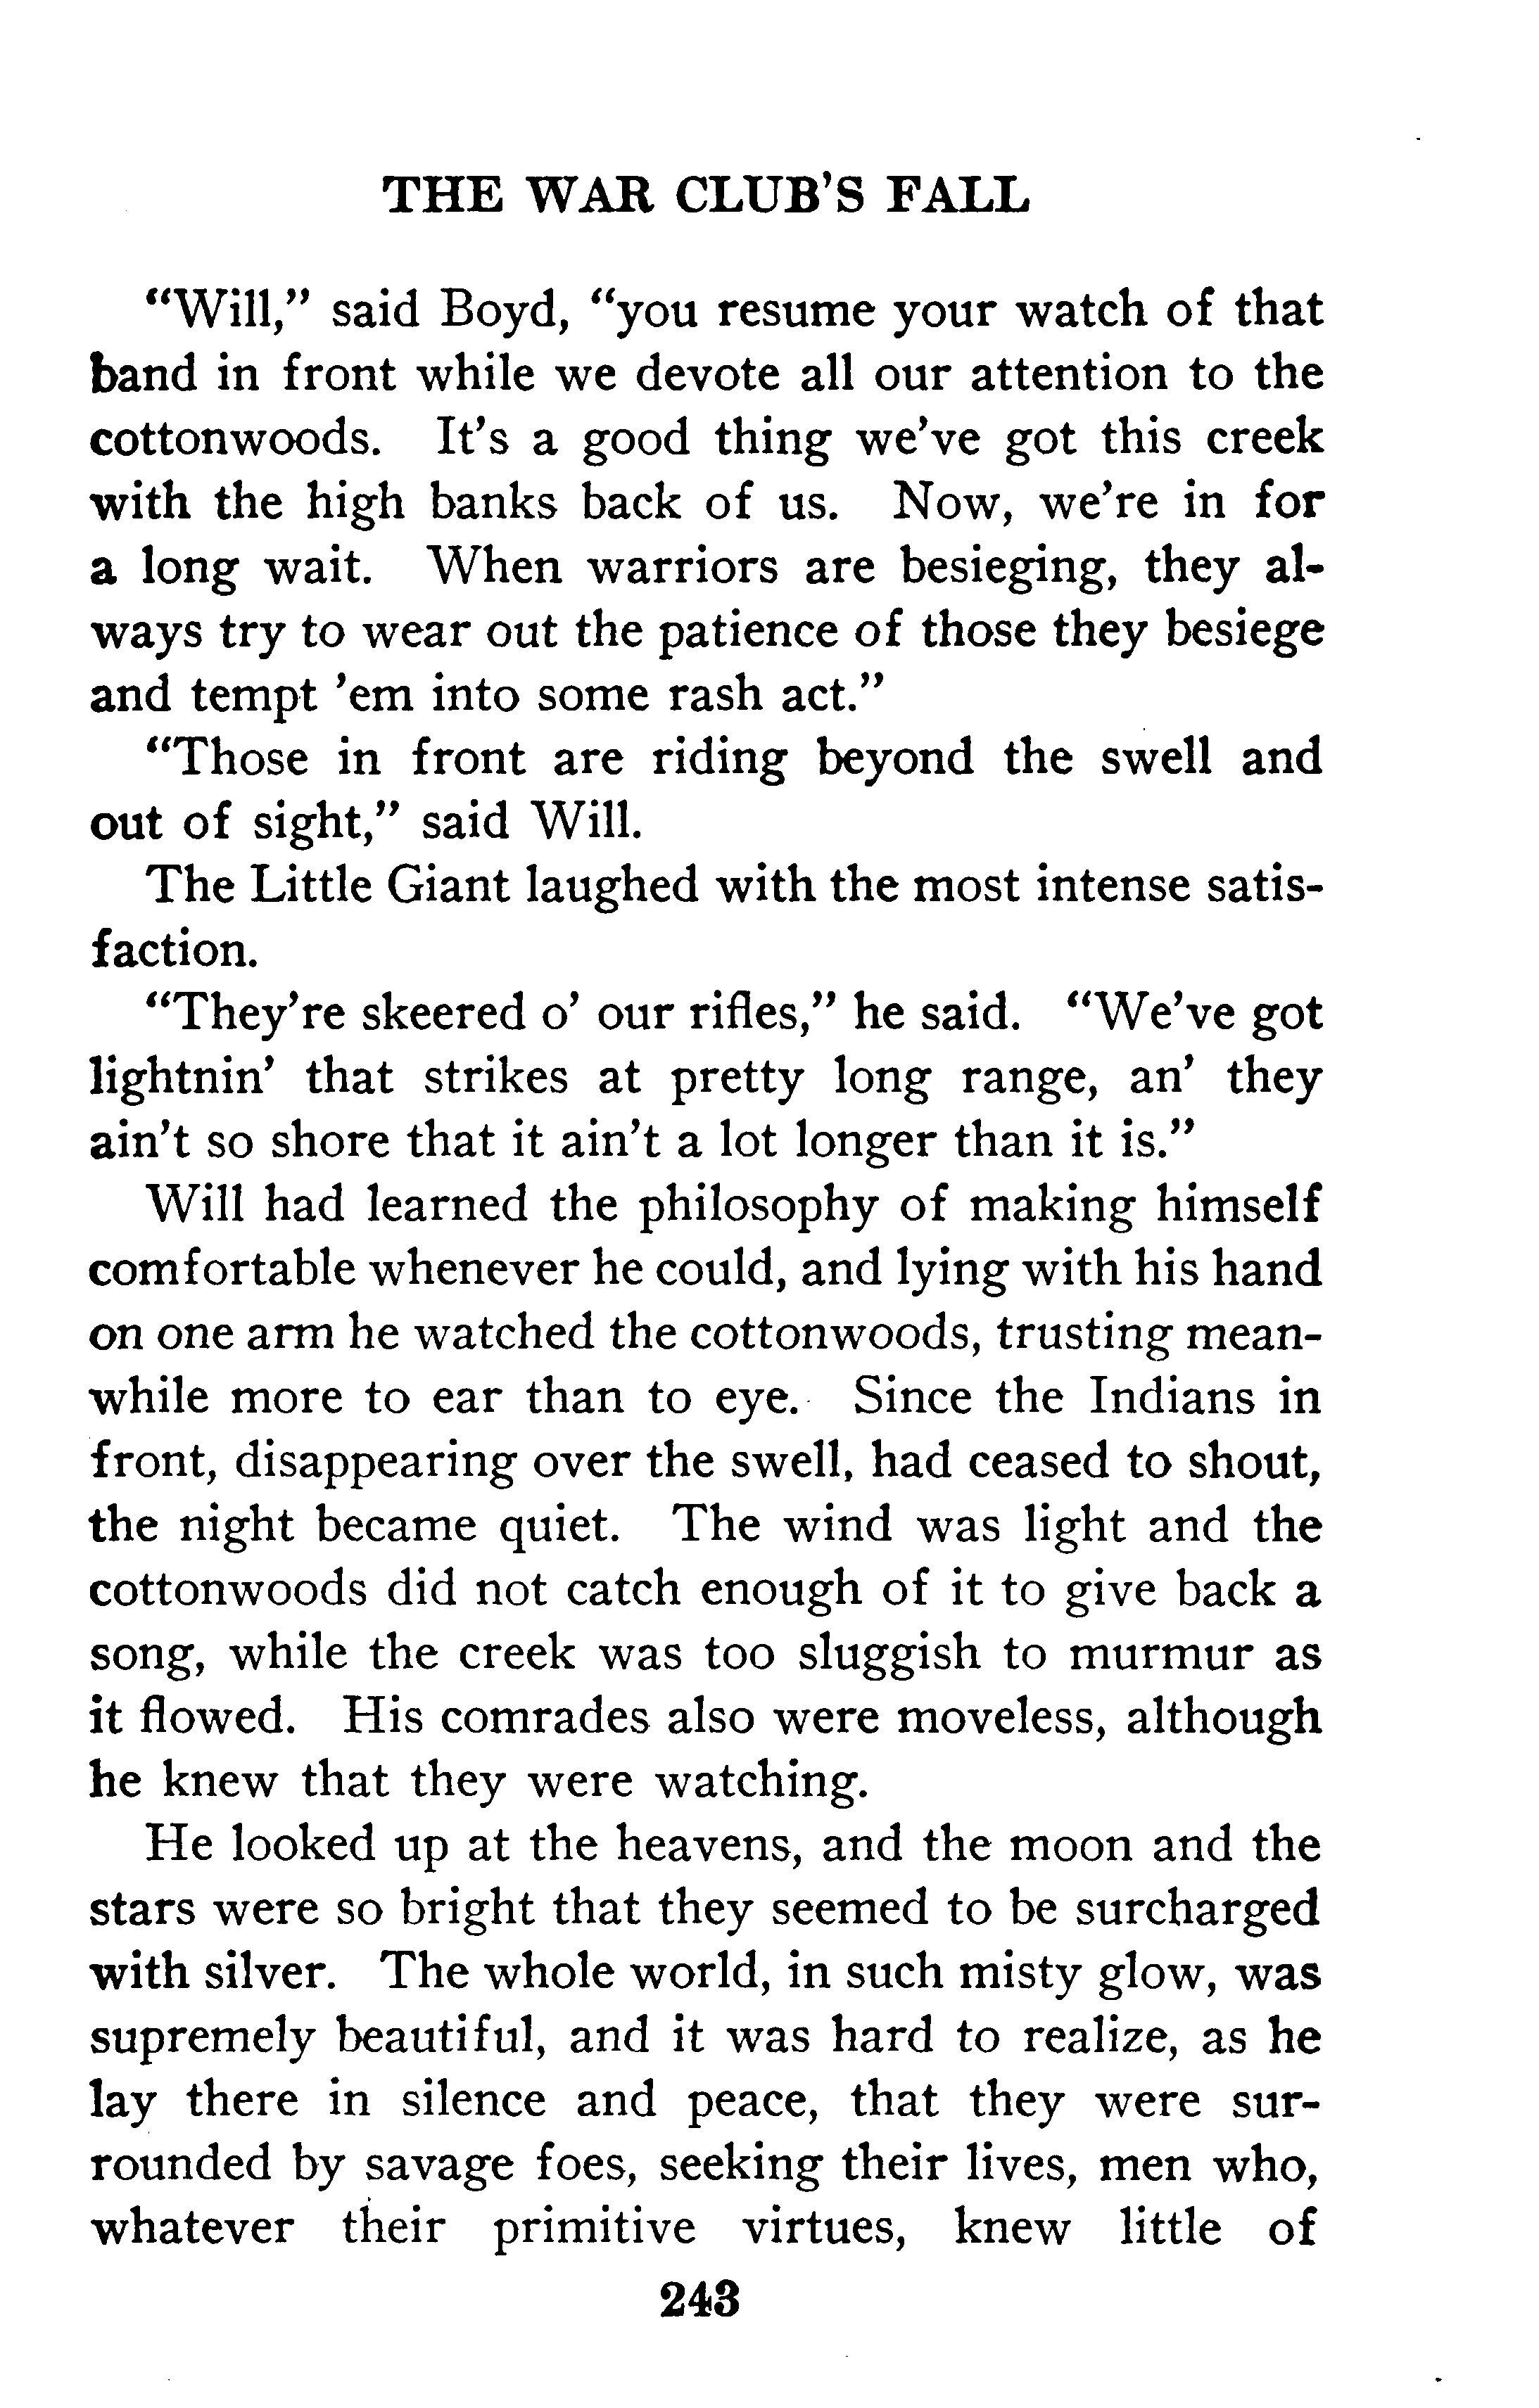 THE WAR CLUB'S FALL
“Will,” said Boyd, “you resume your watch of that
band in front while we devote all our attention to the
cottonwoods. It's a good thing we've got this creek
with the high banks back of us. Now, we're in for
a long wait. When warriors are besieging, they al-
ways try to wear out the patience of those they besiege
and tempt ’em into some rash act.”
“Those in front are riding beyond the swell and
out of sight,” said Will.
The Little Giant laughed with the most intense satis-
faction.
“They’re skeered o’ our rifles,” he said. “We’ve got
lightnin’ that strikes at pretty long range, an’ they
ain't so shore that it ain't a lot longer than it is.”
Will had learned the philosophy of making himself
comfortable whenever he could, and lying with his hand
on one arm he watched the cottonwoods, trusting mean-
while more to ear than to eye. Since the Indians in
front, disappearing over the swell, had ceased to shout,
the night became quiet. The wind was light and the
cottonwoods did not catch enough of it to give back a
song, while the creek was too sluggish to murmur as
it flowed. His comrades also were moveless, although
he knew that they were watching.
He looked up at the heavens, and the moon and the
stars were so bright that they seemed to be surcharged
with silver. The whole world, in such misty glow, was
supremely beautiful, and it was hard to realize, as he
lay there in silence and peace, that they were sur-
rounded by savage foes, seeking their lives, men who,
whatever their primitive virtues, knew little of
243